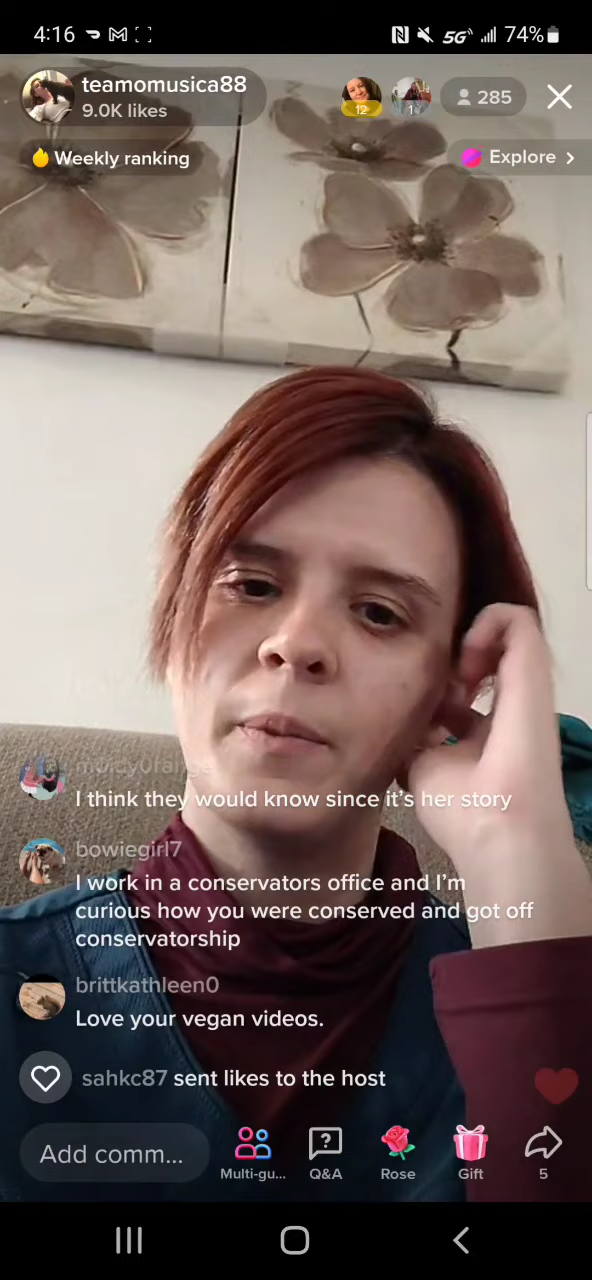 4:16
5G
74%
teamomusica88
9.0K likes
12
1
285
Weekly ranking
Explore
I think they would know since it's her story
bowiegirl7
I work in a conservators office and I'm
curious how you were conserved and got off
conservatorship
brittkathleen0
Love your vegan videos.
sahkc87 sent likes to the host
Add comm...
Multi-gu...
Q&A
Rose
Gift
5